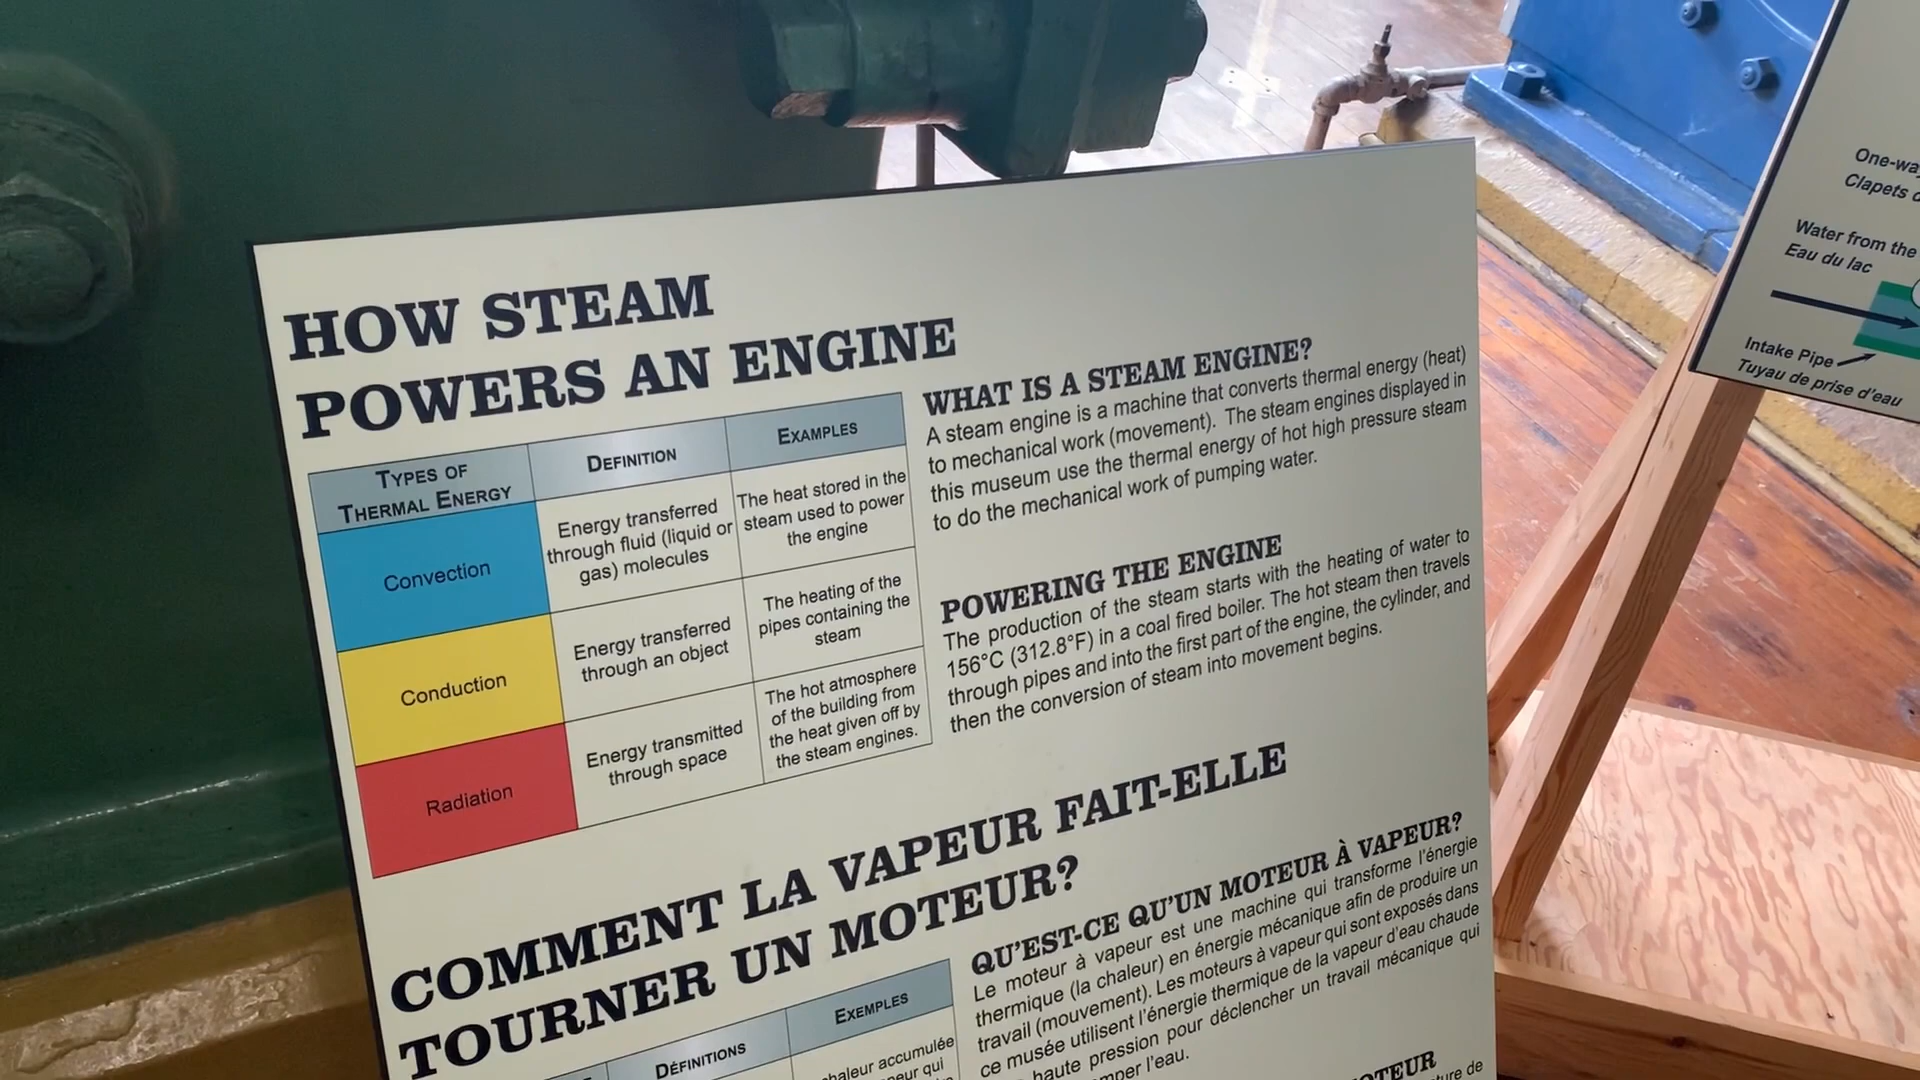 HOW STEAM
POWERS AN ENGINE
TYPES OF
THERMAL ENERGY
DEFINITION
EXAMPLES
Convection
Energy transferred
through fluid (liquid or
gas) molecules
The heat stored in the
steam used to power
the engine
Conduction
Energy transferred
through an object
The heating of the
pipes containing the
steam
Radiation
Energy transmitted
through space
The hot atmosphere
of the building from
the heat given off by
the steam engines.
WHAT IS A STEAM ENGINE?
A steam engine is a machine that converts thermal energy (heat)
to mechanical work (movement). The steam engines displayed in
this museum use the thermal energy of hot high pressure steam
to do the mechanical work of pumping water.
POWERING THE ENGINE
The production of the steam starts with the heating of water to
156°C (312.8°F) in a coal fired boiler. The hot steam then travels
through pipes and into the first part of the engine, the cylinder, and
then the conversion of steam into movement begins.
COMMENT LA VAPEUR FAIT-ELLE
TOURNER UN MOTEUR?
DÉFINITIONS
EXEMPLES
chaleur accumulée
qui
QU'EST-CE QU'UN MOTEUR À VAPEUR?
Le moteur à vapeur est une machine qui transforme l'énergie
thermique (la chaleur) en énergie mécanique afin de produire un
travail (mouvement). Les moteurs à vapeur qui sont exposés dans
ce musée utilisent l'énergie thermique de la vapeur d'eau chaude
haute pression pour déclencher un travail mécanique qui
l'eau.
One-way
Clapets
Water from the
Eau du lac
Intake Pipe
Tuyau de prise d'eau